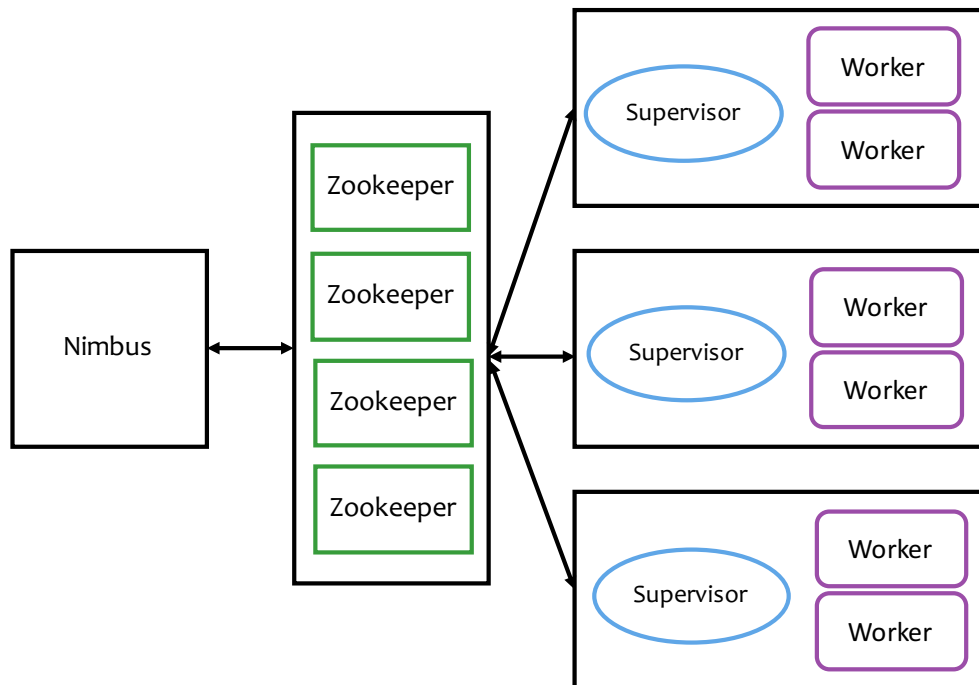 Nimbus
Zookeeper
Zookeeper
Zookeeper
Zookeeper
Supervisor
Worker
Worker
Supervisor
Worker
Worker
Supervisor
Worker
Worker